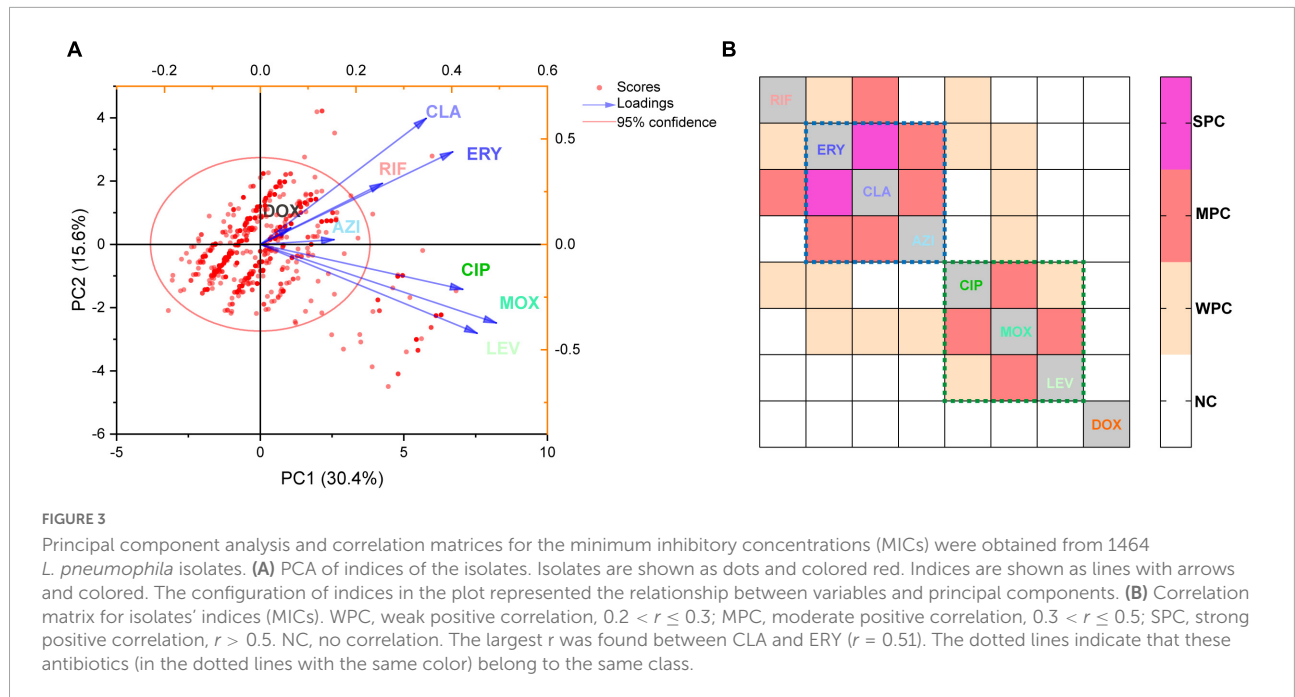 A
-0.2 0.0 0.2 0.4 0.6
Scores
Loadings
95% confidence
4
2
0
-2
-4
-6
PC2 (15.6%)
0.5
0.0
-0.5
CLA
ERY
RIF
DOX
AZI
CIP
MOX
LEV
-5 0 5 10
PC1 (30.4%)
B
RIF
ERY
CLA
AZI
CIP
MOX
LEV
DOX
SPC
MPC
WPC
NC
FIGURE 3
Principal component analysis and correlation matrices for the minimum inhibitory concentrations (MICs) were obtained from 1464
L. pneumophila isolates. (A) PCA of indices of the isolates. Isolates are shown as dots and colored red. Indices are shown as lines with arrows
and colored. The configuration of indices in the plot represented the relationship between variables and principal components. (B) Correlation
matrix for isolates' indices (MICs). WPC, weak positive correlation, 0.2 < r ≤ 0.3; MPC, moderate positive correlation, 0.3 < r ≤ 0.5; SPC, strong
positive correlation, r > 0.5. NC, no correlation. The largest r was found between CLA and ERY (r = 0.51). The dotted lines indicate that these
antibiotics (in the dotted lines with the same color) belong to the same class.